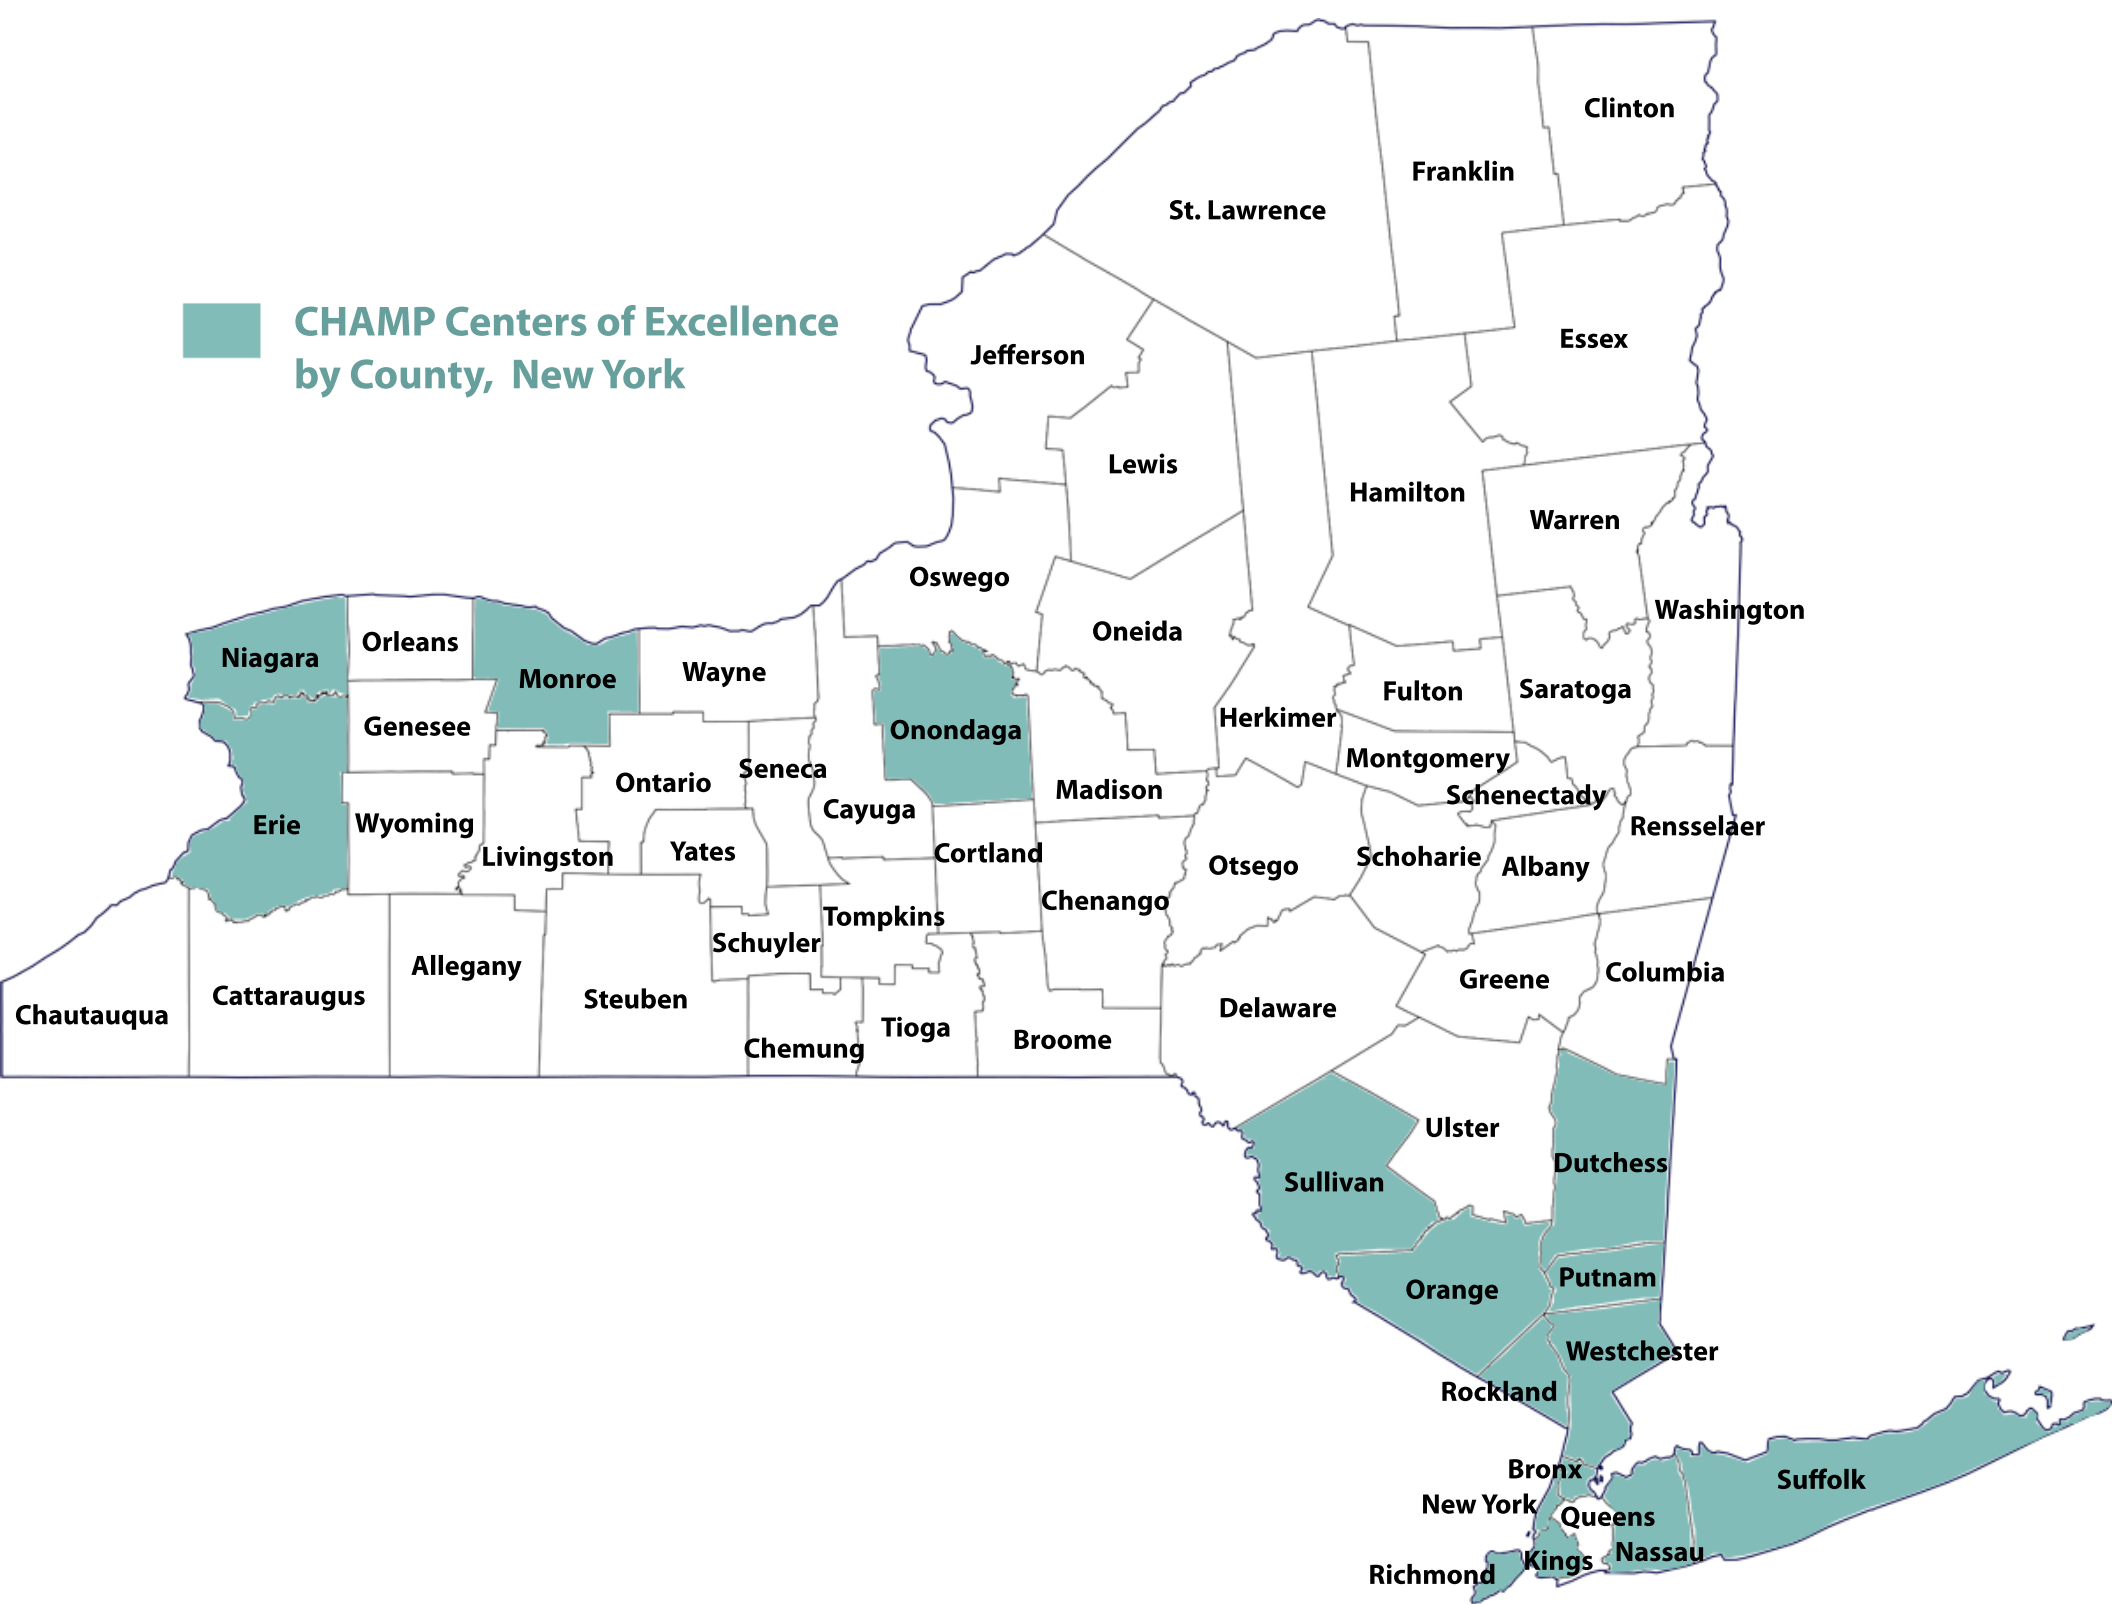 Clinton
Franklin
St. Lawrence
CHAMP Centers of Excellence
by County, New York
Essex
Jefferson
Lewis
Hamilton
Warren
Oswego
Washington
Oneida
Orleans
Niagara
Wayne
Monroe
Fulton
Saratoga
Herkimer
Genesee
Onondaga
Montgomery
Seneca
Ontario
Madison
Schenectady
Cayuga
Wyoming
Erie
Rensselaer
Yates
Cortland
Livingston
Schoharie
Otsego
Albany
Chenango
Tompkins
Schuyler
Allegany
Columbia
Greene
Cattaraugus
Steuben
Delaware
Chautauqua
Tioga
Broome
Chemung
Ulster
Dutchess
Sullivan
Putnam
Orange
Westchester
Rockland
Bronx
Suffolk
New York
Queens
Nassau
Kings
Richmond